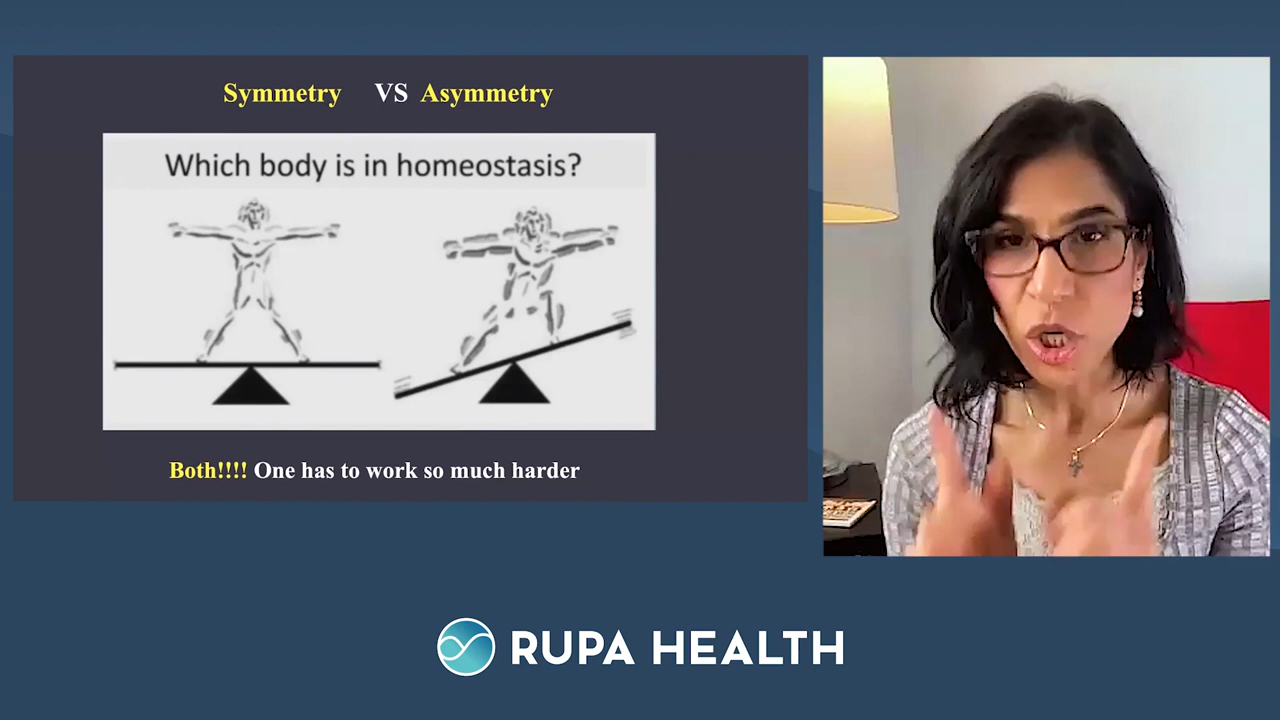 Symmetry VS Asymmetry
Which body is in homeostasis?
Both!!!! One has to work so much harder
RUPA HEALTH